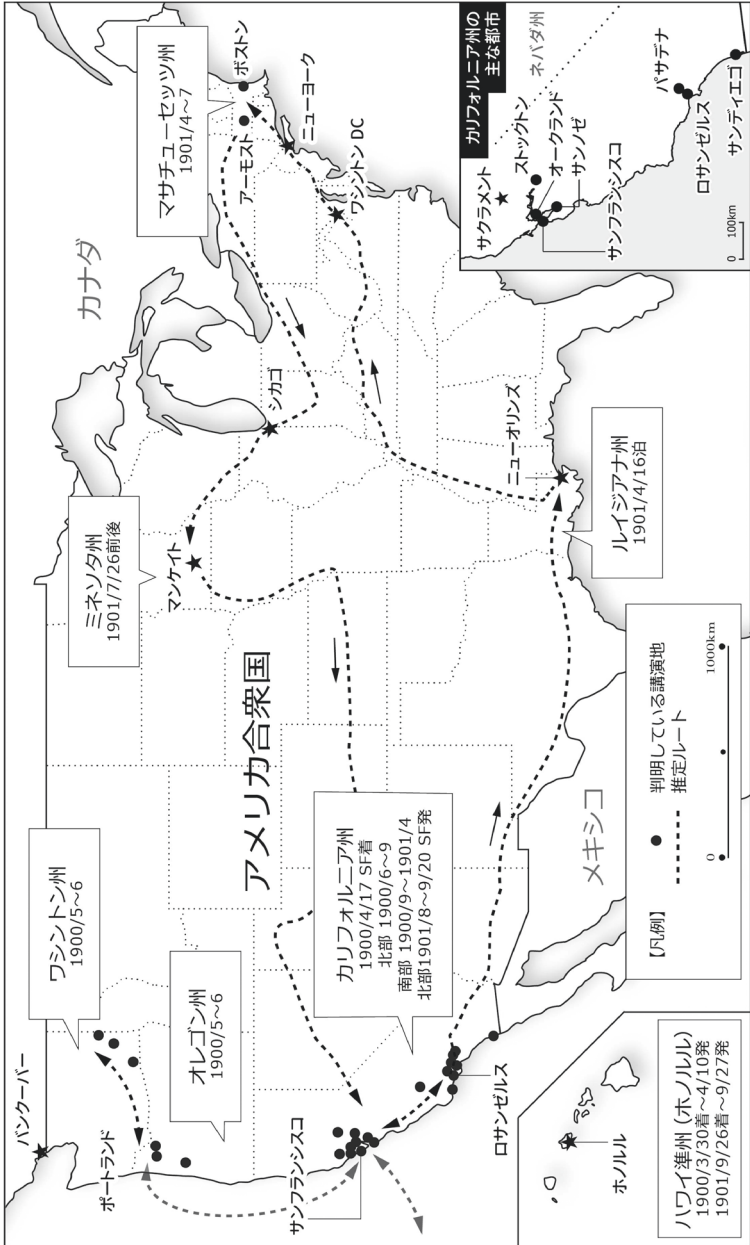 カナダ
アメリカ合衆国
メキシコ
バンクーバー
ワシントン州
1900/5～6
ポートランド
オレゴン州
1900/5～6
サンフランシスコ
カリフォルニア州
1900/4/17 SF着
北部 1900/6～9
南部 1900/9～1901/4
北部1901/8～9/20 SF発
ロサンゼルス
ミネソタ州
1901/7/26前後
マンケイト
シカゴ
マサチューセッツ州
1901/4～7
ボストン
アーモスト
ニューヨーク
ワシントン DC
ニューオリンズ
ルイジアナ州
1901/4/16泊
ハワイ準州 (ホノルル)
1900/3/30着～4/10発
1901/9/26着～9/27発
ホノルル
【凡例】
判明している講演地
推定ルート
0
1000km
カリフォルニア州の
主な都市
ネバダ州
サクラメント
ストックトン
オークランド
サンノゼ
サンフランシスコ
パサデナ
ロサンゼルス
サンディエゴ
0 100km